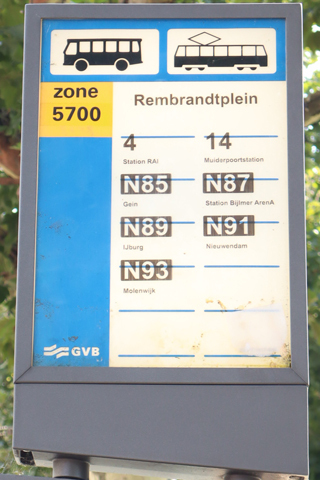 zone
5700
Rembrandtplein
4
Station RAI
14
Muiderpoortstation
N85
Gein
N87
Station Bijlmer ArenA
N89
IJburg
N91
Nieuwendam
N93
Molenwijk
GVB